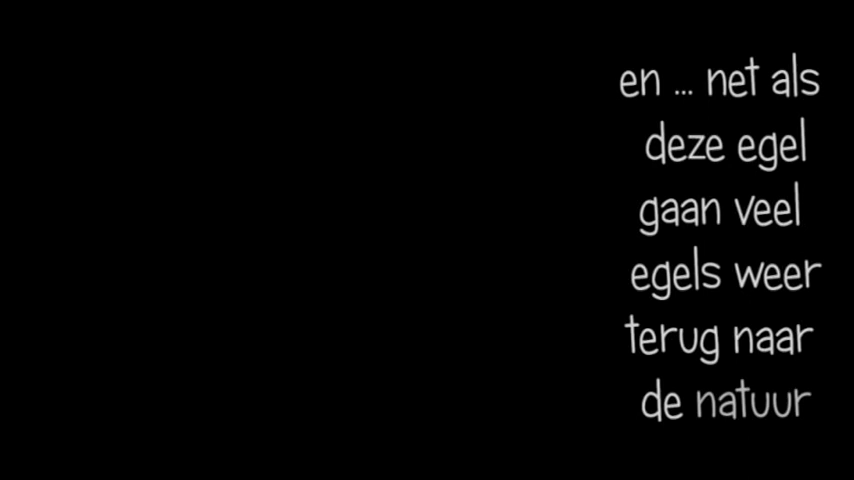 en ... net als
deze egel
gaan veel
egels weer
terug naar
de natuur